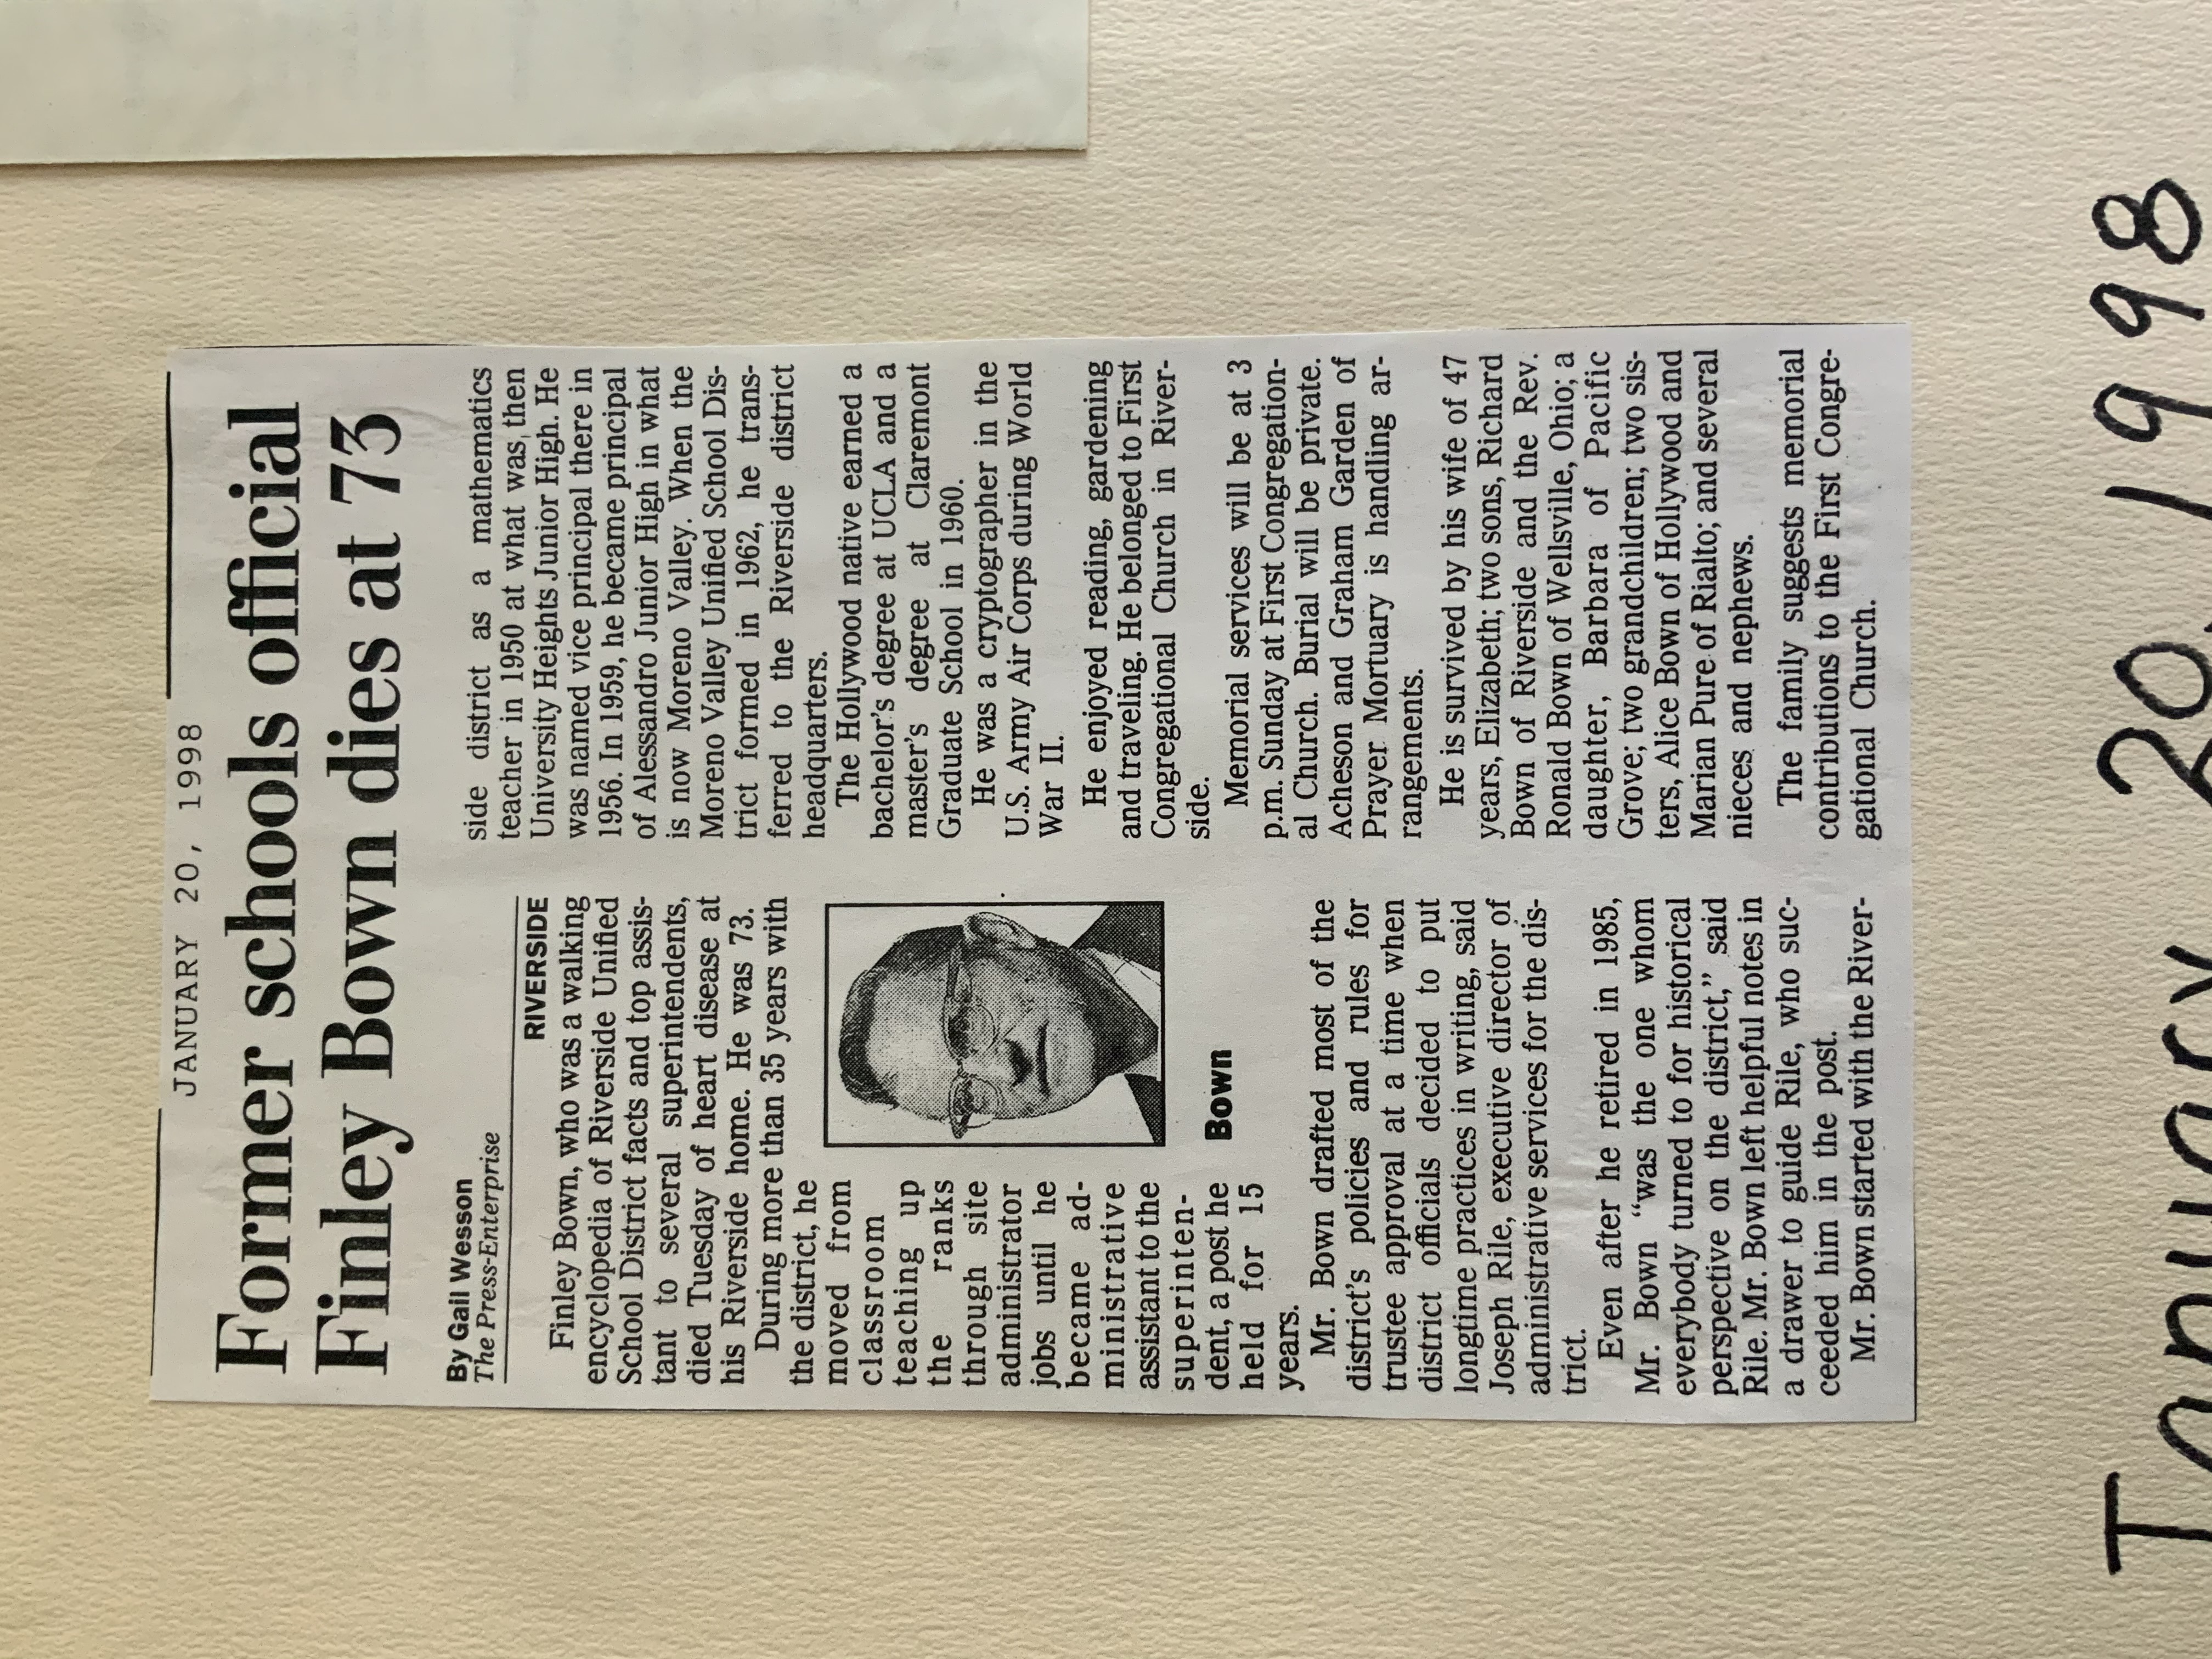 JANUARY 20, 1998
Former schools official
Finley Bown dies at 73
By Gail Wesson
The Press-Enterprise
RIVERSIDE
Finley Bown, who was a walking
encyclopedia of Riverside Unified
School District facts and top assis-
tant to several superintendents,
died Tuesday of heart disease at
his Riverside home. He was 73.
During more than 35 years with
the district, he
moved from
classroom
teaching up
the ranks
through site
administrator
jobs until he
became ad-
ministrative
assistant to the
superinten-
dent, a post he
held for 15
years.
Bown
Mr. Bown drafted most of the
district's policies and rules for
trustee approval at a time when
district officials decided to put
longtime practices in writing, said
Joseph Rile, executive director of
administrative services for the dis-
trict.
Even after he retired in 1985,
Mr. Bown “was the one whom
everybody turned to for historical
perspective on the district,” said
Rile. Mr. Bown left helpful notes in
a drawer to guide Rile, who suc-
ceeded him in the post.
Mr. Bown started with the River-
side district as a mathematics
teacher in 1950 at what was then
University Heights Junior High. He
was named vice principal there in
1956. In 1959, he became principal
of Alessandro Junior High in what
is now Moreno Valley. When the
Moreno Valley Unified School Dis-
trict formed in 1962, he trans-
ferred to the Riverside district
headquarters.
The Hollywood native earned a
bachelor's degree at UCLA and a
master's degree at Claremont
Graduate School in 1960.
He was a cryptographer in the
U.S. Army Air Corps during World
War II.
He enjoyed reading, gardening
and traveling. He belonged to First
Congregational Church in River-
side.
Memorial services will be at 3
p.m. Sunday at First Congregation-
al Church. Burial will be private.
Acheson and Graham Garden of
Prayer Mortuary is handling ar-
rangements.
He is survived by his wife of 47
years, Elizabeth; two sons, Richard
Bown of Riverside and the Rev.
Ronald Bown of Wellsville, Ohio; a
daughter, Barbara of Pacific
Grove; two grandchildren; two sis-
ters, Alice Bown of Hollywood and
Marian Pure of Rialto; and several
nieces and nephews.
The family suggests memorial
contributions to the First Congre-
gational Church.
January 20, 1998